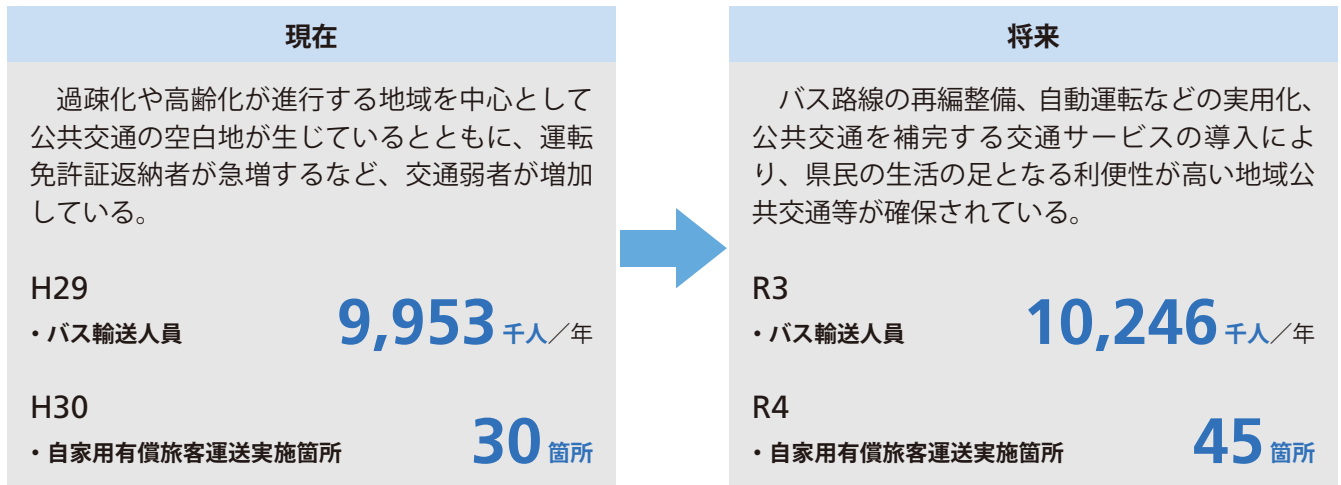 現在
過疎化や高齢化が進行する地域を中心として
公共交通の空白地が生じているとともに、運転
免許証返納者が急増するなど、交通弱者が増加
している。
H29
・バス輸送人員 9,953 千人／年
H30
・自家用有償旅客運送実施箇所 30 箇所
将来
バス路線の再編整備、自動運転などの実用化、
公共交通を補完する交通サービスの導入によ
り、県民の生活の足となる利便性が高い地域公
共交通等が確保されている。
R3
・バス輸送人員 10,246 千人／年
R4
・自家用有償旅客運送実施箇所 45 箇所